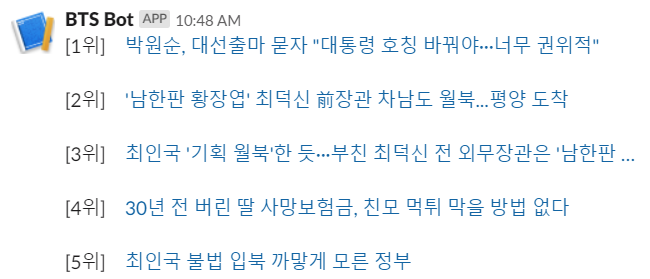 BTS Bot APP 10:48 AM
[1위] 박원순, 대선출마 묻자 "대통령 호칭 바꿔야…너무 권위적"
[2위] '남한판 황장엽' 최덕신 前장관 차남도 월북...평양 도착
[3위] 최인국 '기획 월북'한 듯…부친 최덕신 전 외무장관은 '남한판 ...
[4위] 30년 전 버린 딸 사망보험금, 친모 먹튀 막을 방법 없다
[5위] 최인국 불법 입북 까맣게 모른 정부